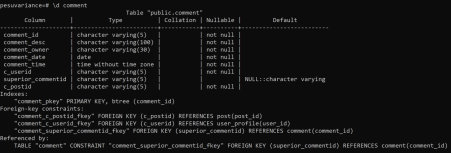 pesuvariance=# \d comment
Table "public.comment"
Column | Type | Collation | Nullable | Default
comment_id | character varying(5) | | not null |
comment_desc | character varying(100) | | not null |
comment_owner | character varying(30) | | not null |
comment_date | date | | not null |
comment_time | time without time zone | | not null |
c_userid | character varying(5) | | not null |
superior_commentid | character varying(5) | | | NULL::character varying
c_postid | character varying(5) | | not null |
Indexes:
"comment_pkey" PRIMARY KEY, btree (comment_id)
Foreign-key constraints:
"comment_c_postid_fkey" FOREIGN KEY (c_postid) REFERENCES post(post_id)
"comment_c_userid_fkey" FOREIGN KEY (c_userid) REFERENCES user_profile(user_id)
"comment_superior_commentid_fkey" FOREIGN KEY (superior_commentid) REFERENCES comment(comment_id)
Referenced by:
TABLE "comment" CONSTRAINT "comment_superior_commentid_fkey" FOREIGN KEY (superior_commentid) REFERENCES comment(comment_id)